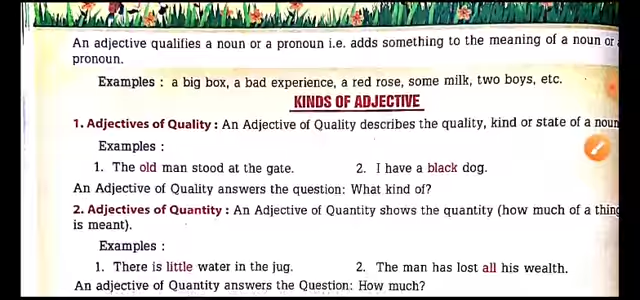 An adjective qualifies a noun or a pronoun i.e. adds something to the meaning of a noun or
pronoun.
Examples : a big box, a bad experience, a red rose, some milk, two boys, etc.
KINDS OF ADJECTIVE
1. Adjectives of Quality : An Adjective of Quality describes the quality, kind or state of a noun
Examples :
1. The old man stood at the gate. 2. I have a black dog.
An Adjective of Quality answers the question: What kind of?
2. Adjectives of Quantity : An Adjective of Quantity shows the quantity (how much of a thing
is meant).
Examples :
1. There is little water in the jug. 2. The man has lost all his wealth.
An adjective of Quantity answers the Question: How much?